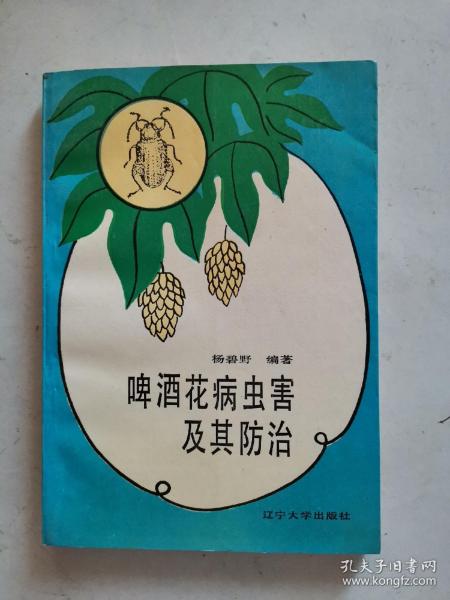 杨碧野 编著
啤酒花病虫害
及其防治
辽宁大学出版社
孔夫子旧书网
www.kongfz.com